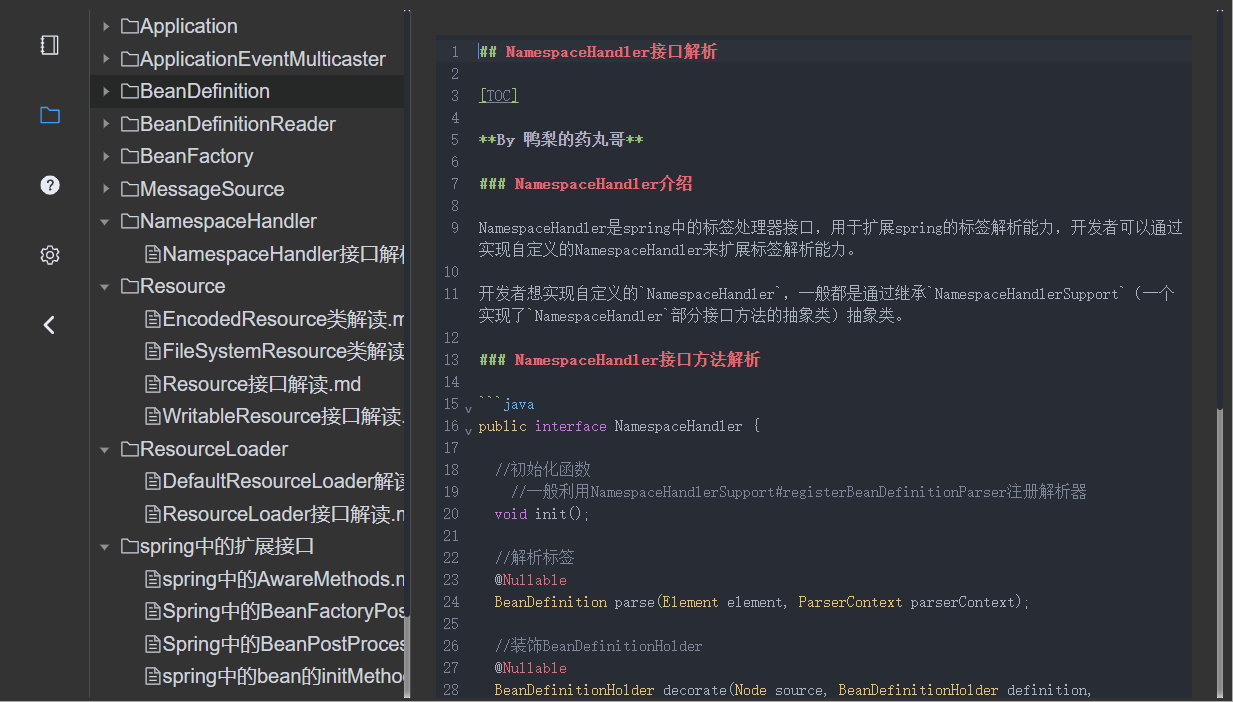 Application
ApplicationEventMulticaster
BeanDefinition
BeanDefinitionReader
BeanFactory
MessageSource
NamespaceHandler
NamespaceHandler接口解析
Resource
EncodedResource类解读.m
FileSystemResource类解读
Resource接口解读.md
WritableResource接口解读.
ResourceLoader
DefaultResourceLoader解读
ResourceLoader接口解读.m
spring中的扩展接口
spring中的AwareMethods.m
Spring中的BeanFactoryPos
Spring中的BeanPostProces
spring中的bean的initMetho
1 ## NamespaceHandler接口解析
2
3 [TOC]
4
5 **By 鸭梨的药丸哥**
6
7 ### NamespaceHandler介绍
8
9 NamespaceHandler是spring中的标签处理器接口，用于扩展spring的标签解析能力，开发者可以通过
实现自定义的NamespaceHandler来扩展标签解析能力。
10
11 开发者想实现自定义的`NamespaceHandler`，一般都是通过继承`NamespaceHandlerSupport`（一个
实现了`NamespaceHandler`部分接口方法的抽象类）抽象类。
12
13 ### NamespaceHandler接口方法解析
14
15 ```java
16 public interface NamespaceHandler {
17
18 //初始化函数
19 //一般利用NamespaceHandlerSupport#registerBeanDefinitionParser注册解析器
20 void init();
21
22 //解析标签
23 @Nullable
24 BeanDefinition parse(Element element, ParserContext parserContext);
25
26 //装饰BeanDefinitionHolder
27 @Nullable
28 BeanDefinitionHolder decorate(Node source, BeanDefinitionHolder definition,